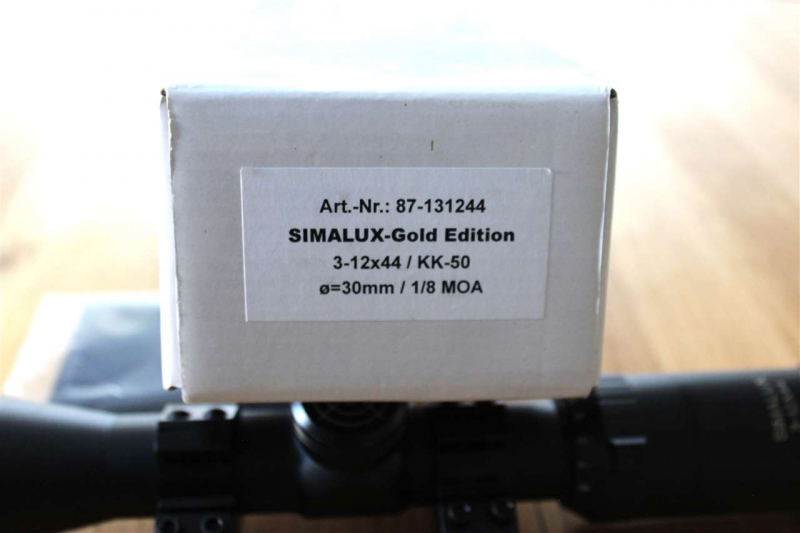 Art.-Nr.: 87-131244
SIMALUX-Gold Edition
3-12x44 / KK-50
ø=30mm / 1/8 MOA